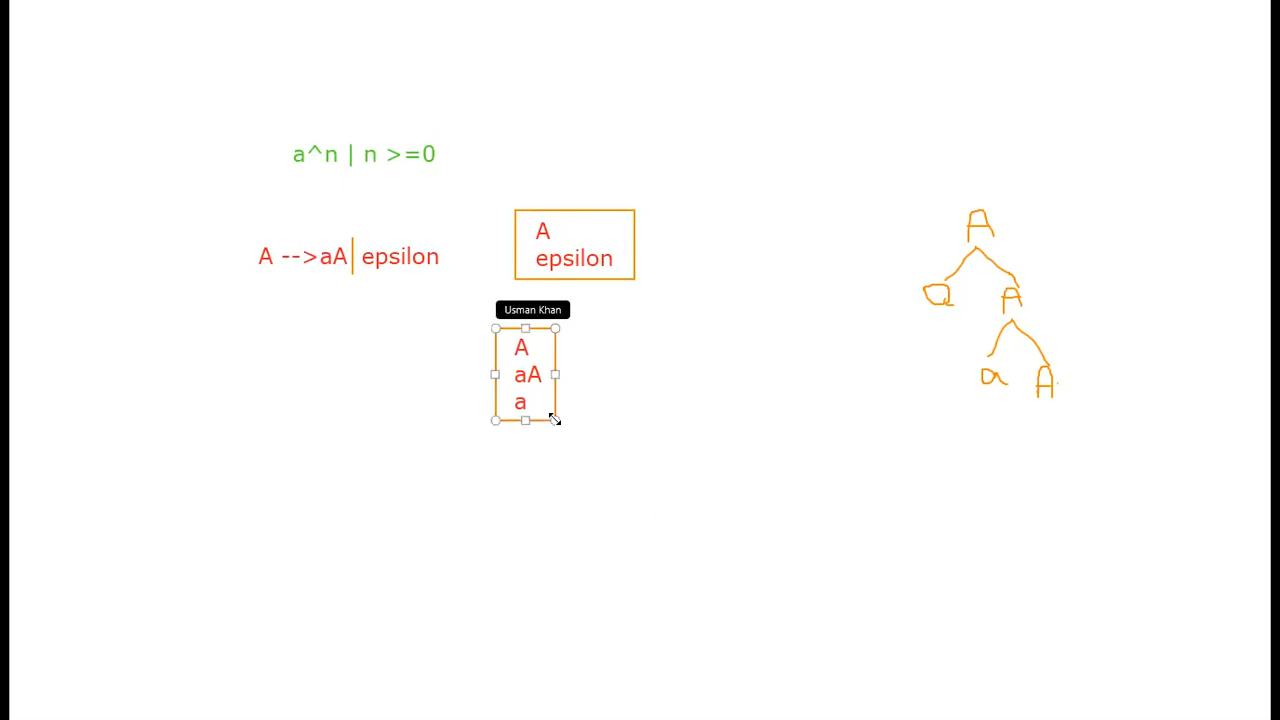 a^n | n >=0
A -->aA| epsilon
A
epsilon
Usman Khan
A
aA
a
A
a A
a A